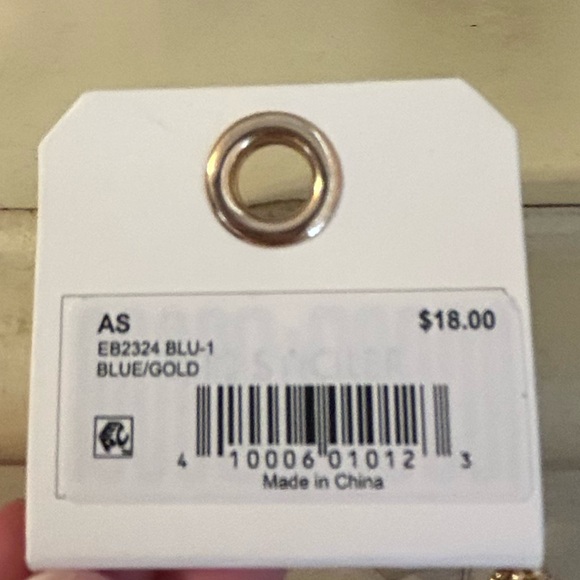 AS $18.00
EB2324 BLU-1
BLUE/GOLD
4 10006 01012 3
Made in China